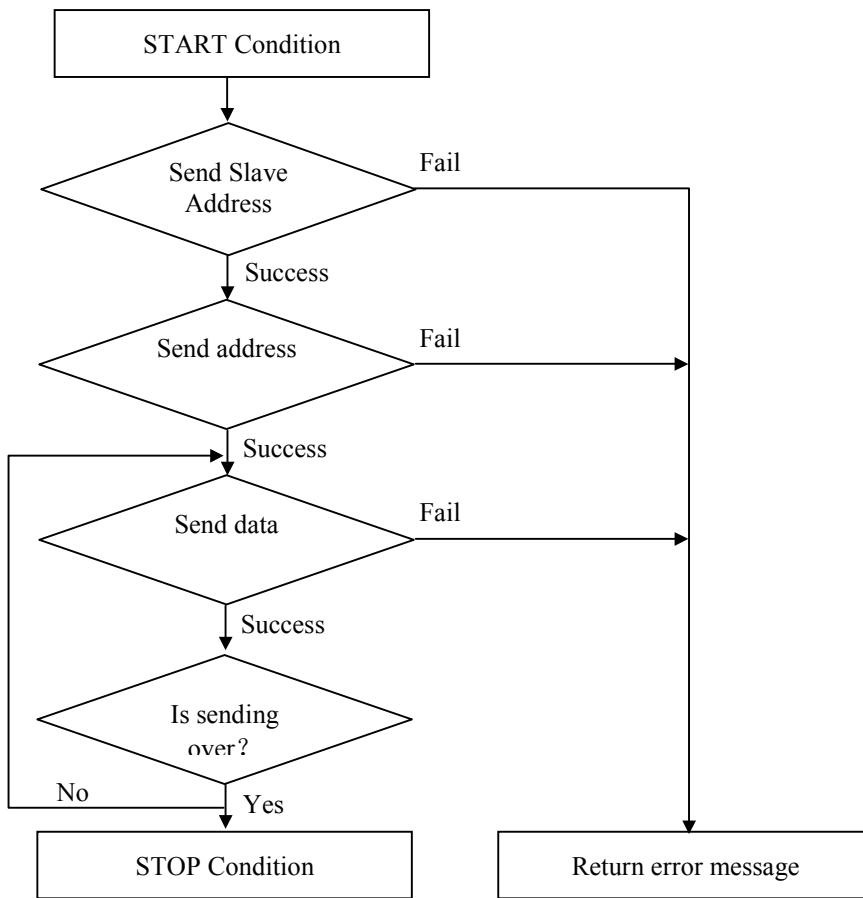 START Condition
Send Slave
Address
Fail
Success
Send address
Fail
Success
Send data
Fail
Success
Is sending
over？
No
Yes
STOP Condition
Return error message